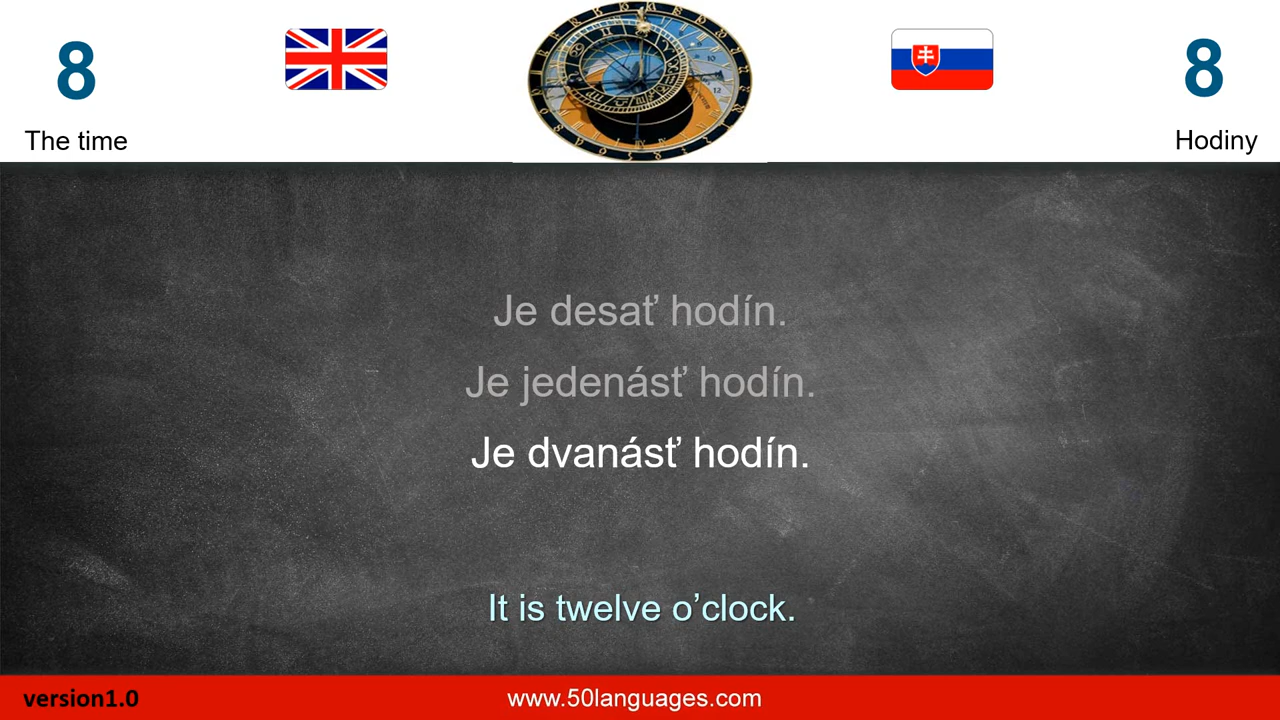 8
8
The time
Hodiny
Je desať hodín.
Je jedenásť hodín.
Je dvanásť hodín.
It is twelve o’clock.
version1.0
www.50languages.com